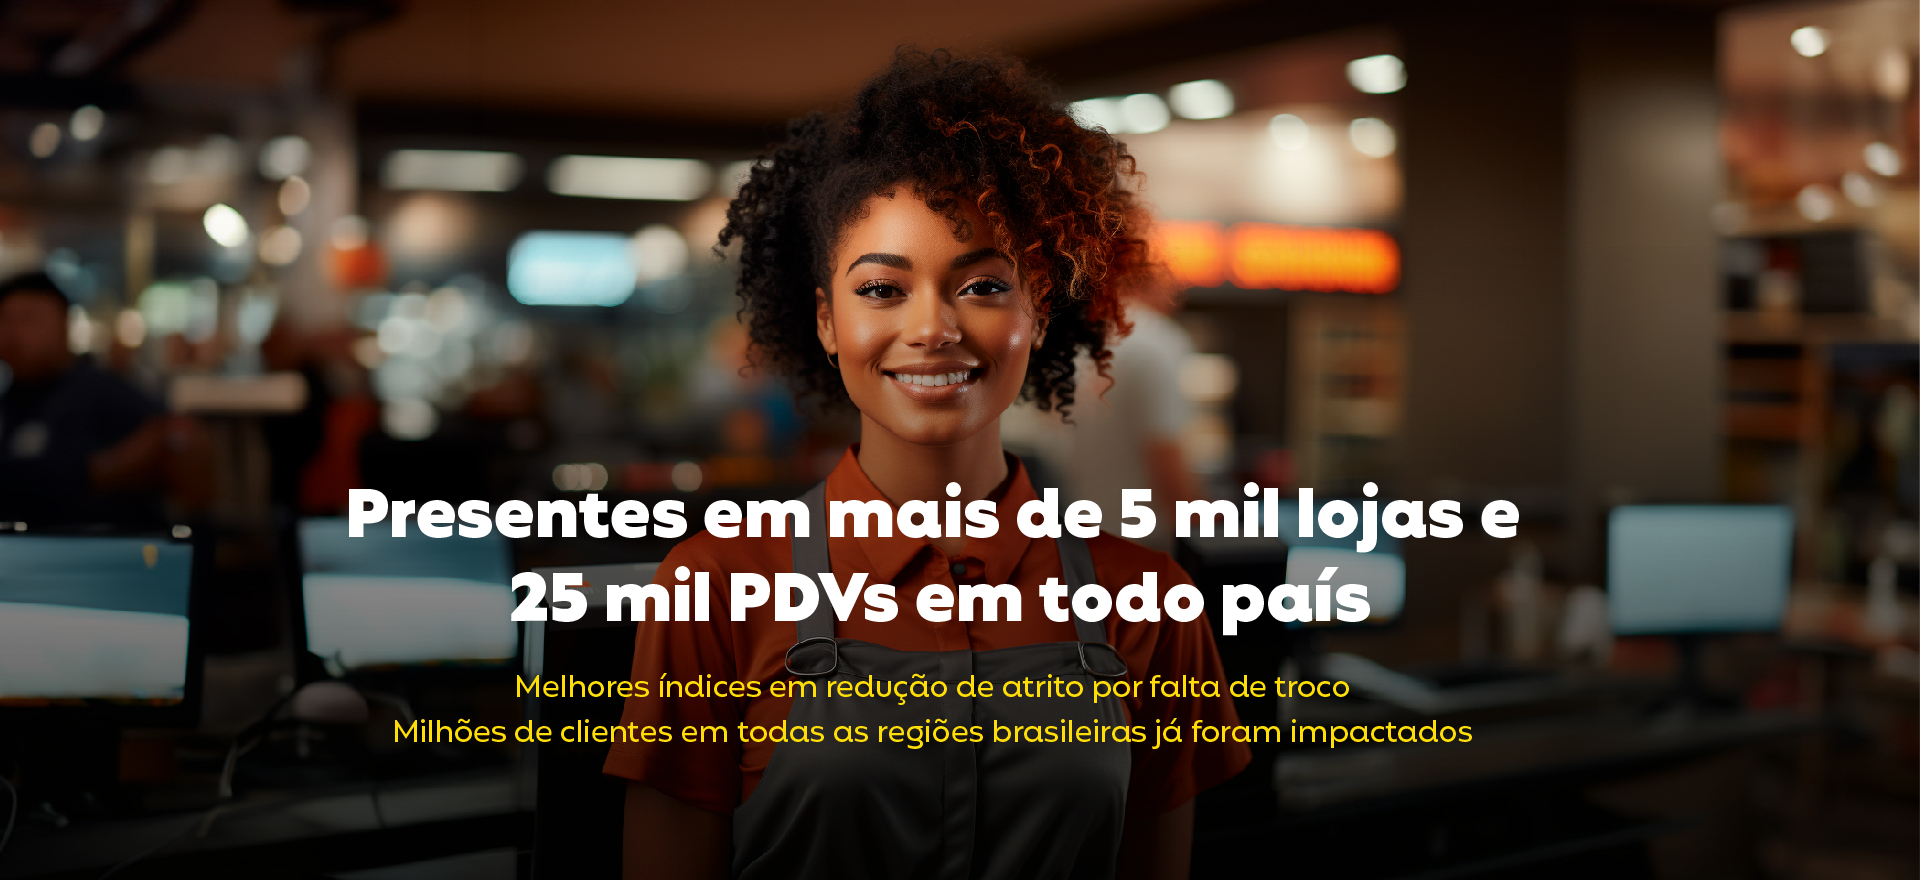 Presentes em mais de 5 mil lojas e
25 mil PDVs em todo país
Melhores índices em redução de atrito por falta de troco
Milhões de clientes em todas as regiões brasileiras já foram impactados